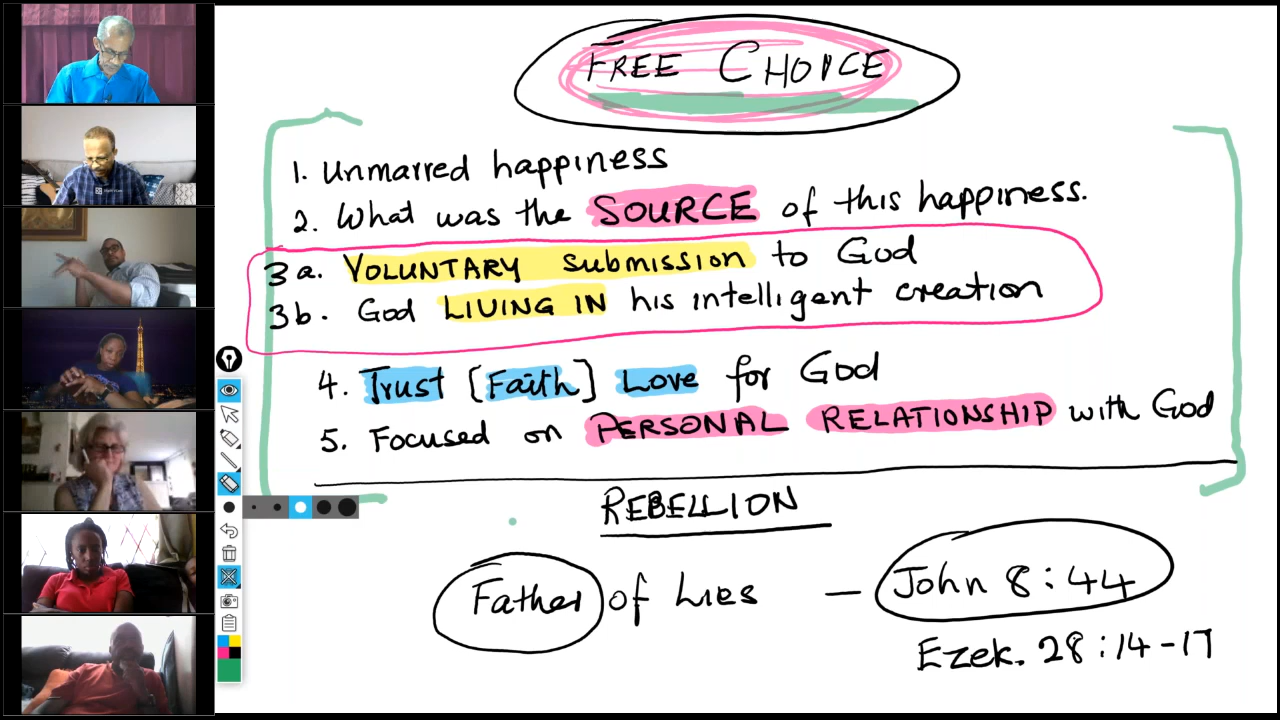 FREE CHOICE
1. Unmarred happiness
2. What was the SOURCE of this happiness.
3a. VOLUNTARY submission to God
3b. God LIVING IN his intelligent creation
4. Trust [Faith] Love for God
5. Focused on PERSONAL RELATIONSHIP with God
REBELLION
Father of Lies — John 8:44
Ezek. 28:14-17